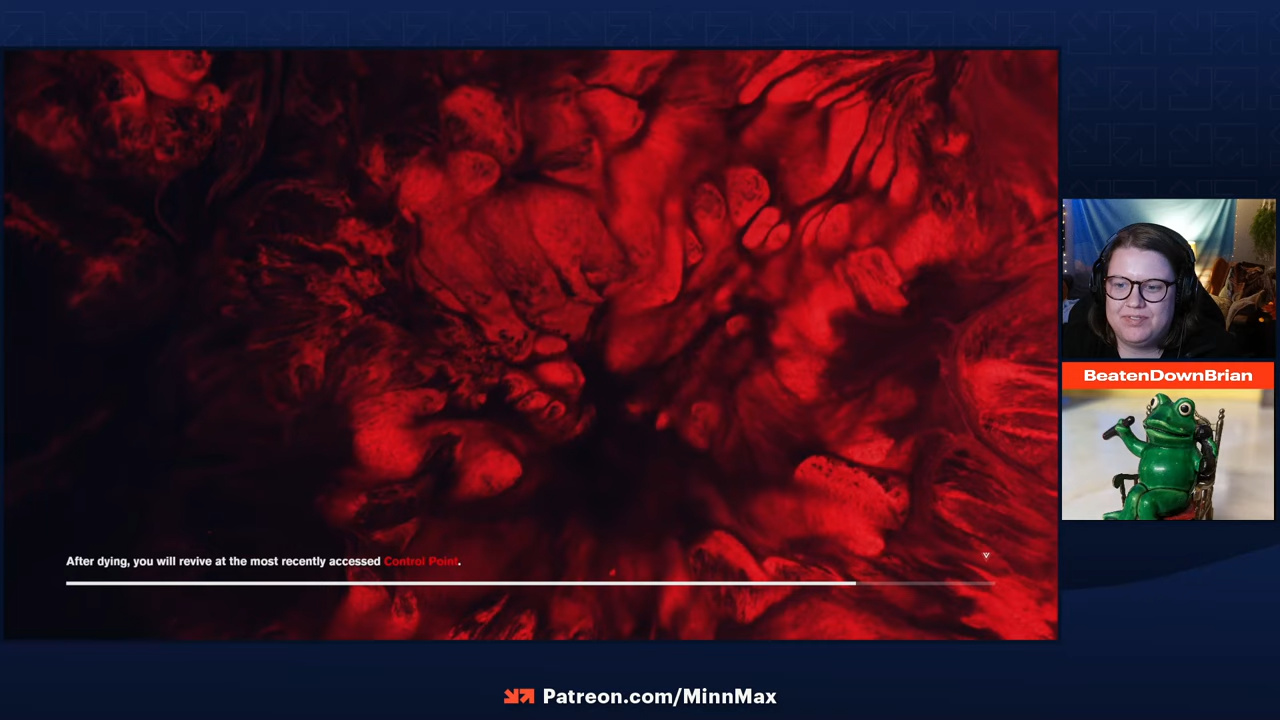 BeatenDownBrian
After dying, you will revive at the most recently accessed Control Point.
Patreon.com/MinnMax